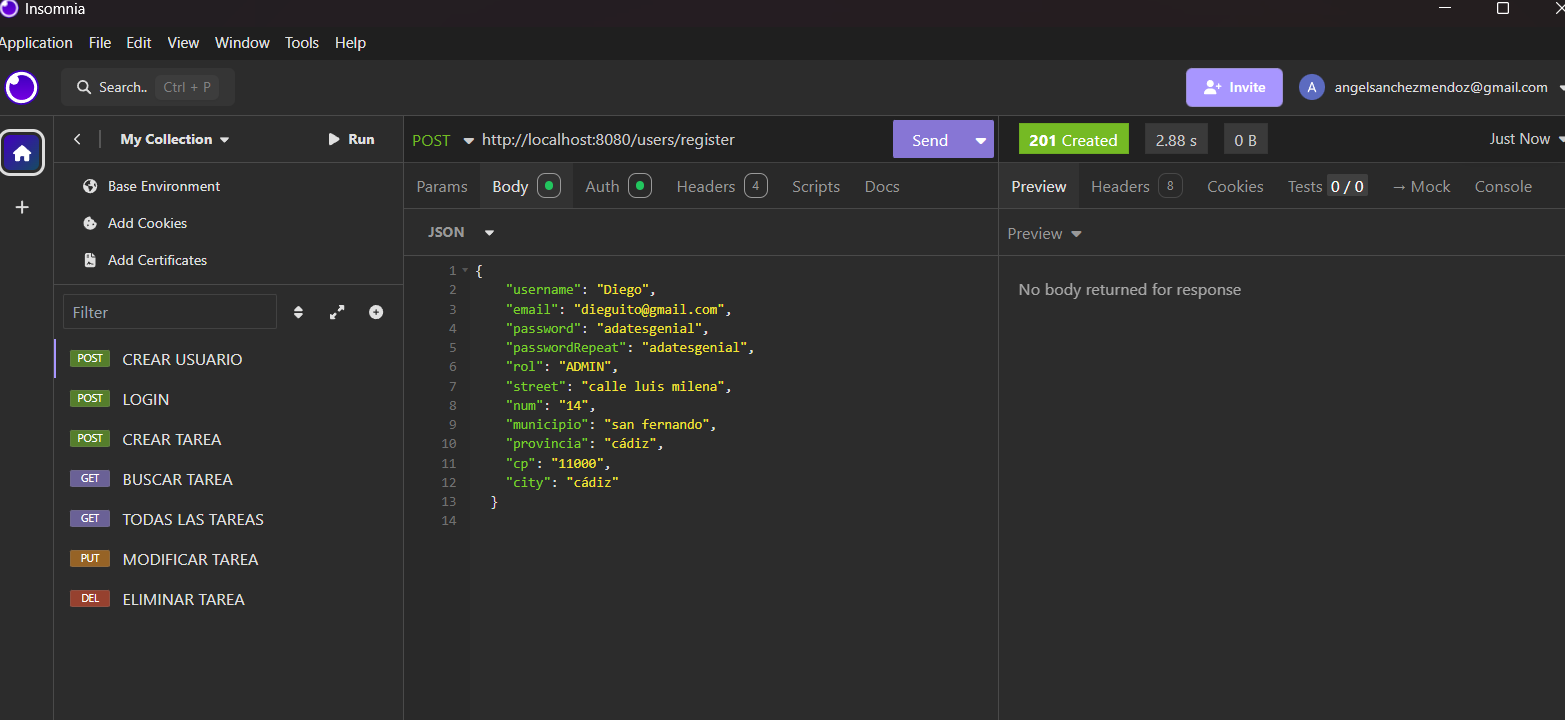 Insomnia
Application File Edit View Window Tools Help
Search.. Ctrl + P
Invite
A
angelsanchezmendoz@gmail.com
My Collection
Run
Base Environment
Add Cookies
Add Certificates
Filter
POST CREAR USUARIO
POST LOGIN
POST CREAR TAREA
GET BUSCAR TAREA
GET TODAS LAS TAREAS
PUT MODIFICAR TAREA
DEL ELIMINAR TAREA
POST http://localhost:8080/users/register
Send
Params Body Auth Headers 4 Scripts Docs
JSON
1 {
2 "username": "Diego",
3 "email": "dieguito@gmail.com",
4 "password": "adatesgenial",
5 "passwordRepeat": "adatesgenial",
6 "rol": "ADMIN",
7 "street": "calle luis milena",
8 "num": "14",
9 "municipio": "san fernando",
10 "provincia": "cádiz",
11 "cp": "11000",
12 "city": "cádiz"
13 }
14
201 Created 2.88 s 0 B Just Now
Preview Headers 8 Cookies Tests 0 / 0 → Mock Console
Preview
No body returned for response